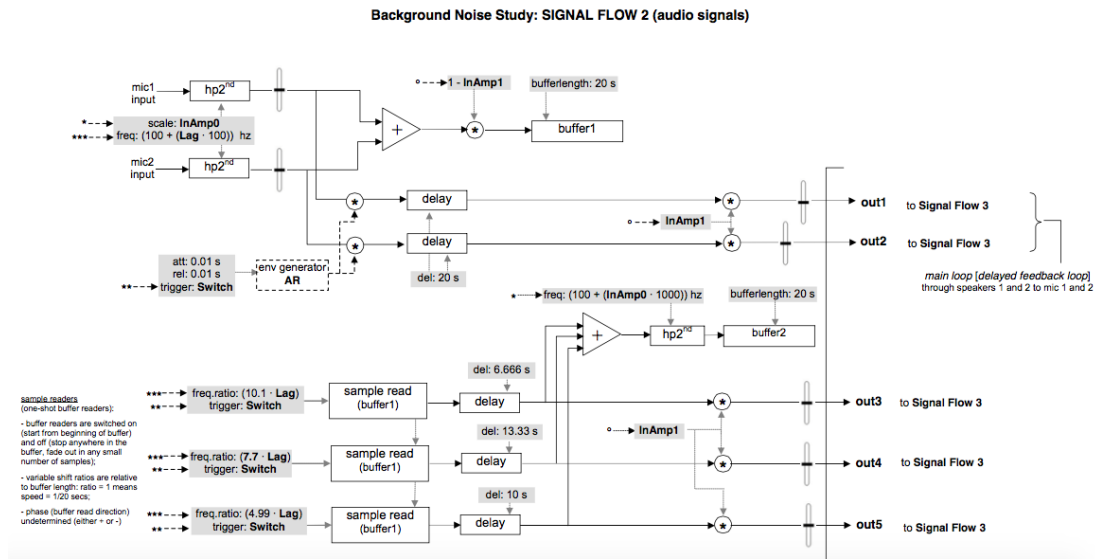 Background Noise Study: SIGNAL FLOW 2 (audio signals)
mic1
input
hp2nd
* scale: InAmp0
*** freq: (100 + (Lag · 100)) hz
mic2
input
hp2nd
+
1 - InAmp1
*
bufferlength: 20 s
buffer1
*
delay
*
out1 to Signal Flow 3
InAmp1
*
delay
*
out2 to Signal Flow 3
del: 20 s
att: 0.01 s
rel: 0.01 s
** trigger: Switch
env generator
AR
main loop [delayed feedback loop]
through speakers 1 and 2 to mic 1 and 2
* freq: (100 + (InAmp0 · 1000)) hz
bufferlength: 20 s
+
hp2nd
buffer2
sample readers
(one-shot buffer readers):
- buffer readers are switched on
(start from beginning of buffer)
and off (stop anywhere in the
buffer, fade out in any small
number of samples);
- variable shift ratios are relative
to buffer length: ratio = 1 means
speed = 1/20 secs;
- phase (buffer read direction)
undetermined (either + or -)
*** freq.ratio: (10.1 · Lag)
** trigger: Switch
sample read
(buffer1)
del: 6.666 s
delay
*
out3 to Signal Flow 3
InAmp1
*** freq.ratio: (7.7 · Lag)
** trigger: Switch
sample read
(buffer1)
del: 13.33 s
delay
*
out4 to Signal Flow 3
*** freq.ratio: (4.99 · Lag)
** trigger: Switch
sample read
(buffer1)
del: 10 s
delay
*
out5 to Signal Flow 3